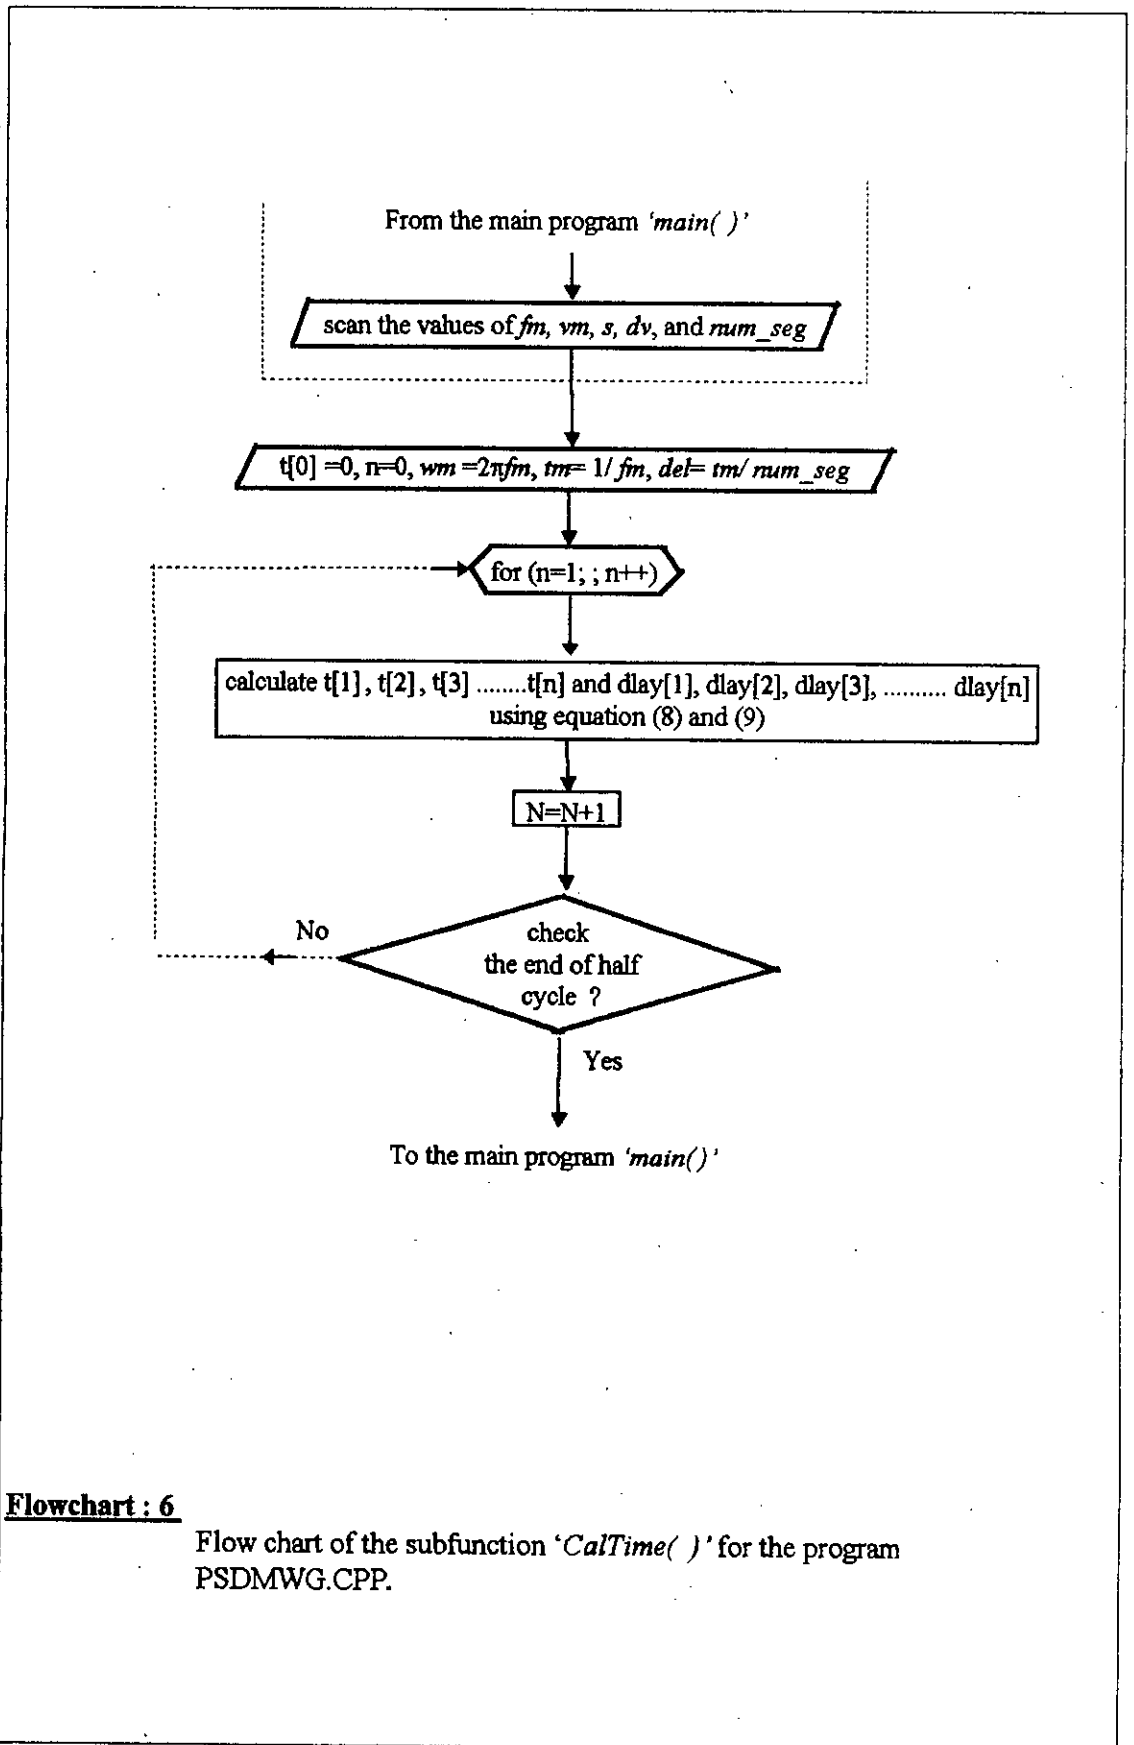 From the main program 'main( )'
scan the values of fm, vm, s, dv, and num_seg
t[0] =0, n=0, wm =2πfm, tm= 1/ fm, del= tm/ num_seg
for (n=1; ; n++)
calculate t[1] , t[2] , t[3] ........t[n] and dlay[1], dlay[2], dlay[3], .......... dlay[n]
using equation (8) and (9)
N=N+1
check
the end of half
cycle ?
No
Yes
To the main program 'main()'
Flowchart : 6
Flow chart of the subfunction 'CalTime( )' for the program
PSDMWG.CPP.